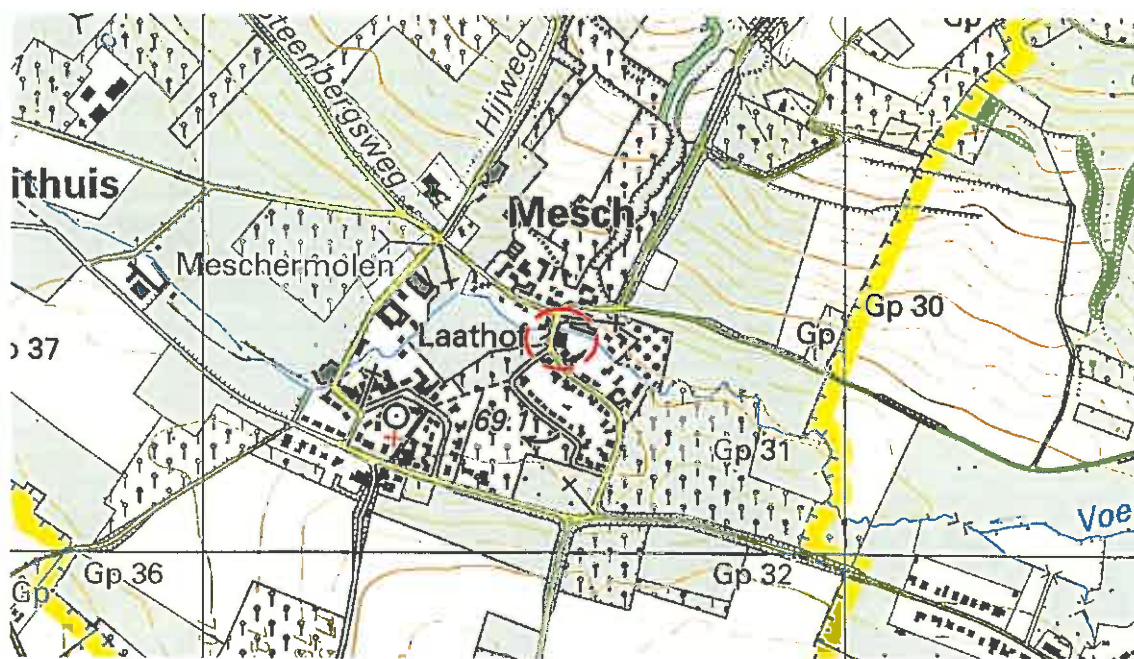 Gp
Steenbergsweg
Hijweg
ithuis
Mesch
Meschermolen
Gp 30
Gp
Laathof
37
69.1
Gp 31
Voe
Gp 36
Gp 32
Gp